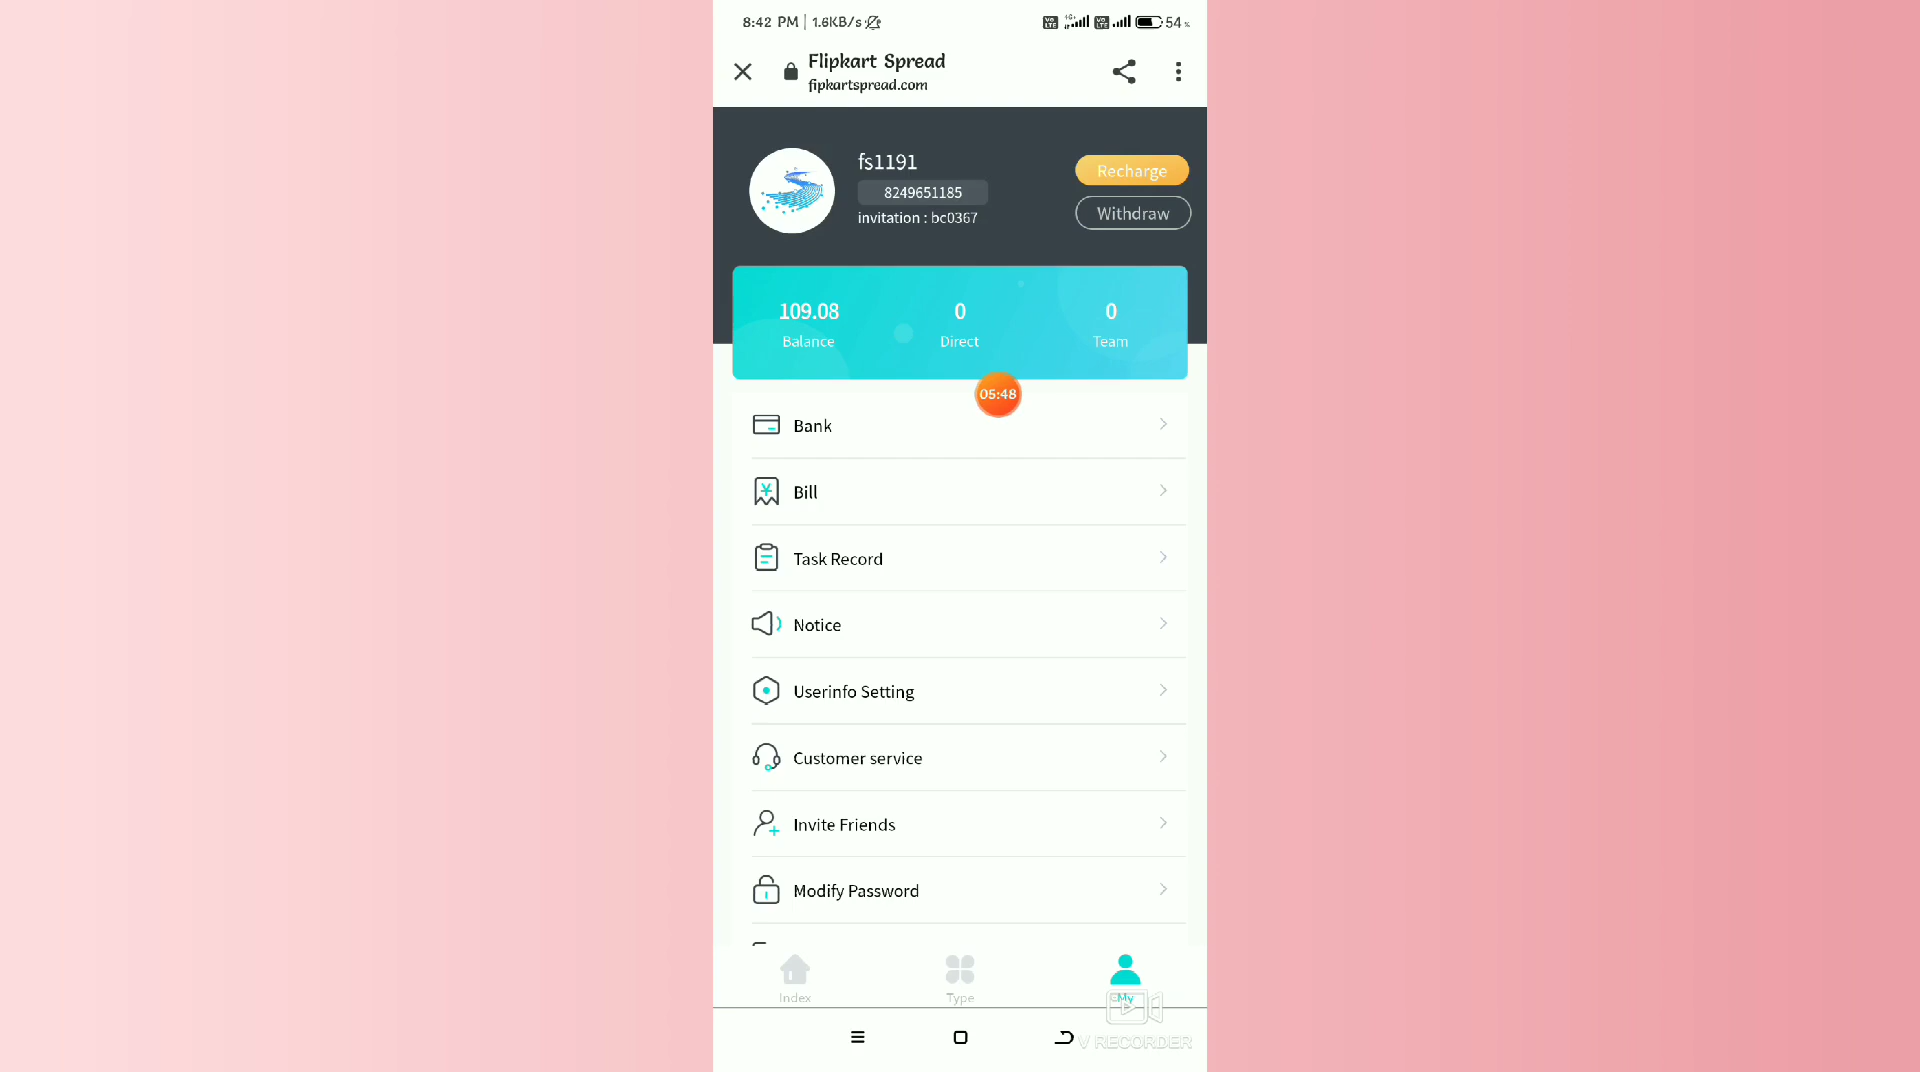 8:42 PM | 1.6KB/s 54%
Flipkart Spread
fipkartspread.com
fs1191
8249651185
invitation : bc0367
Recharge
Withdraw
109.08 0 0
Balance Direct Team
05:48
Bank
Bill
Task Record
Notice
Userinfo Setting
Customer service
Invite Friends
Modify Password
Index Type My
V RECORDER